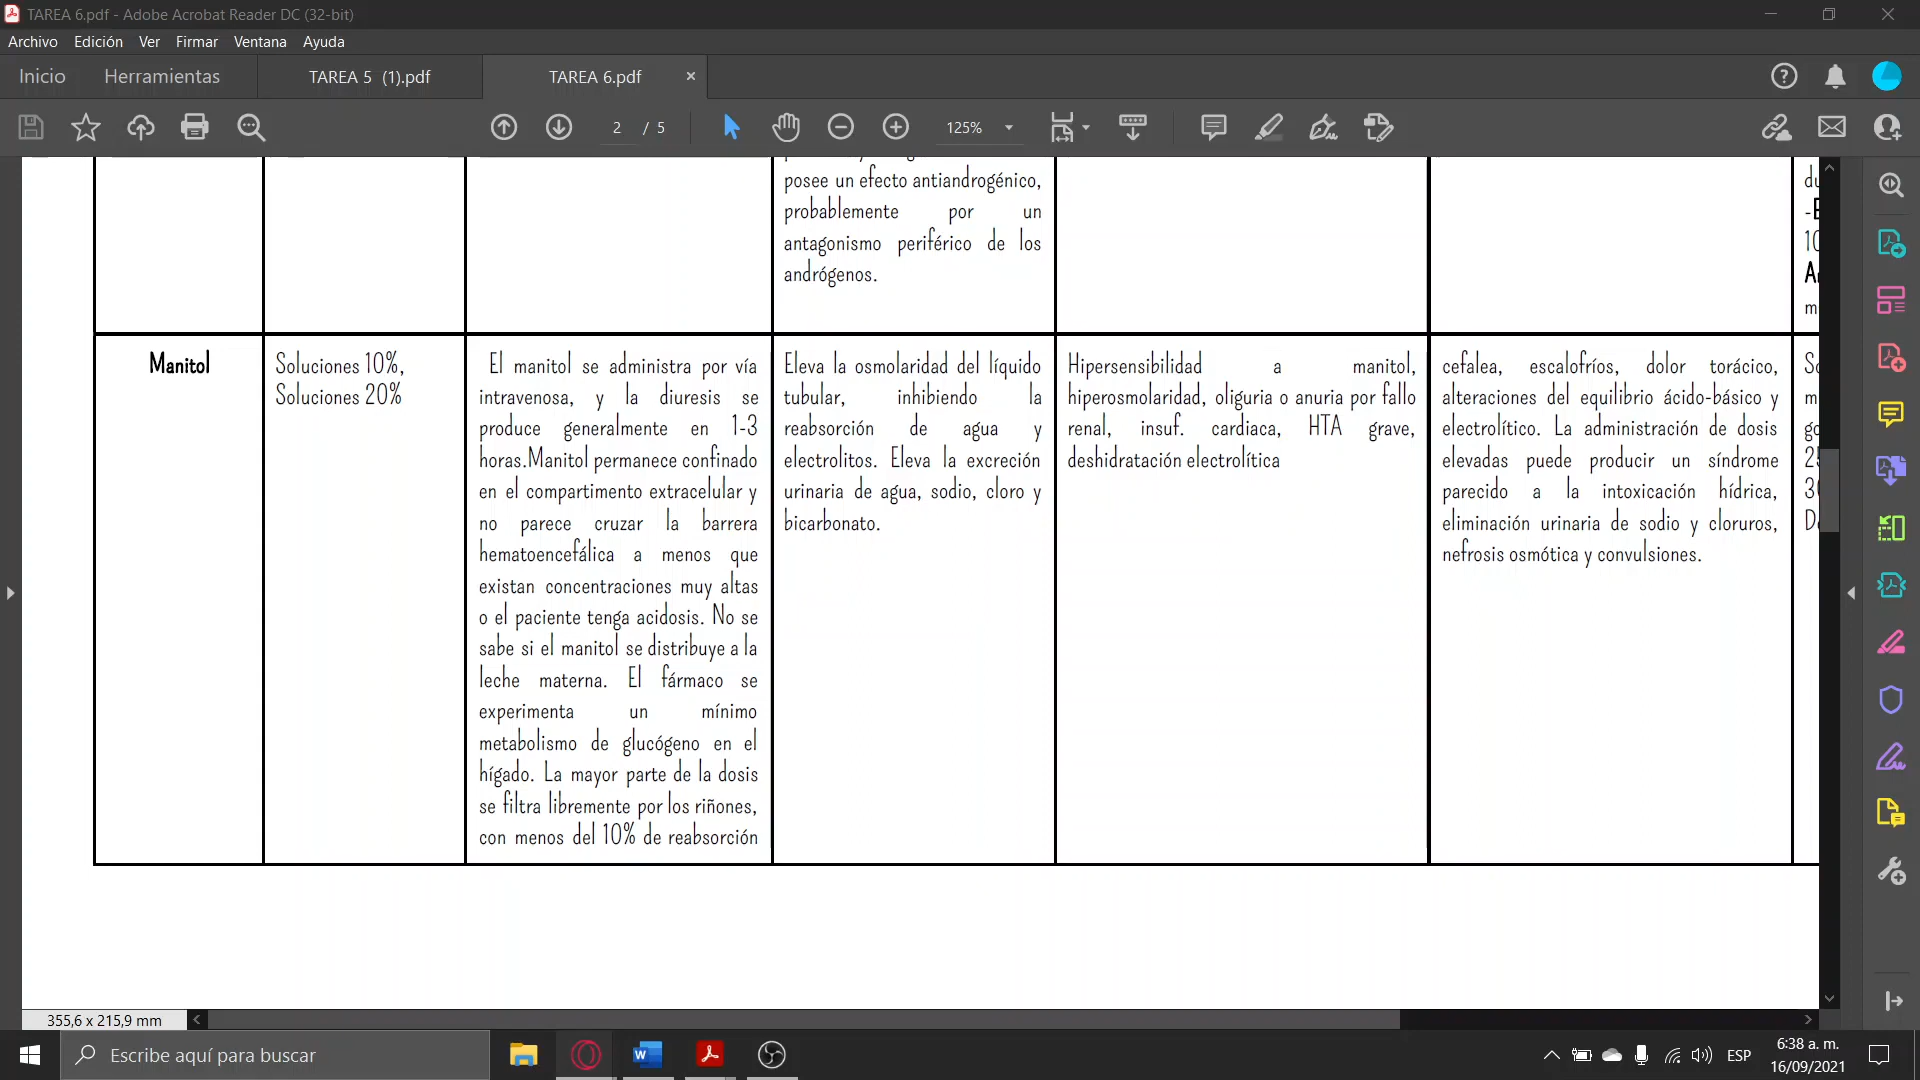 TAREA 6.pdf - Adobe Acrobat Reader DC (32-bit)
Archivo Edición Ver Firmar Ventana Ayuda
Inicio Herramientas TAREA 5 (1).pdf TAREA 6.pdf
2 / 5 125%
posee un efecto antiandrogénico,
probablemente por un
antagonismo periférico de los
andrógenos.
du
10
m
Manitol
Soluciones 10%,
Soluciones 20%
El manitol se administra por vía
intravenosa, y la diuresis se
produce generalmente en 1-3
horas.Manitol permanece confinado
en el compartimento extracelular y
no parece cruzar la barrera
hematoencefálica a menos que
existan concentraciones muy altas
o el paciente tenga acidosis. No se
sabe si el manitol se distribuye a la
leche materna. El fármaco se
experimenta un mínimo
metabolismo de glucógeno en el
hígado. La mayor parte de la dosis
se filtra libremente por los riñones,
con menos del 10% de reabsorción
Eleva la osmolaridad del líquido
tubular, inhibiendo la
reabsorción de agua y
electrolitos. Eleva la excreción
urinaria de agua, sodio, cloro y
bicarbonato.
Hipersensibilidad a manitol,
hiperosmolaridad, oliguria o anuria por fallo
renal, insuf. cardiaca, HTA grave,
deshidratación electrolítica
cefalea, escalofríos, dolor torácico,
alteraciones del equilibrio ácido-básico y
electrolítico. La administración de dosis
elevadas puede producir un síndrome
parecido a la intoxicación hídrica,
eliminación urinaria de sodio y cloruros,
nefrosis osmótica y convulsiones.
355,6 x 215,9 mm
Escribe aquí para buscar
ESP
6:38 a. m.
16/09/2021